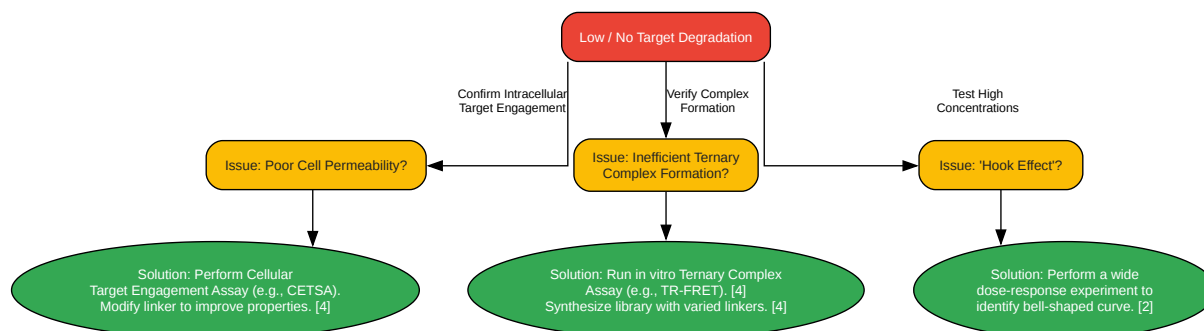 Low / No Target Degradation
Confirm Intracellular
Target Engagement
Verify Complex
Formation
Test High
Concentrations
Issue: Poor Cell Permeability?
Issue: Inefficient Ternary
Complex Formation?
Issue: 'Hook Effect'?
Solution: Perform Cellular
Target Engagement Assay (e.g., CETSA).
Modify linker to improve properties. [4]
Solution: Run in vitro Ternary Complex
Assay (e.g., TR-FRET). [4]
Synthesize library with varied linkers. [4]
Solution: Perform a wide
dose-response experiment to
identify bell-shaped curve. [2]